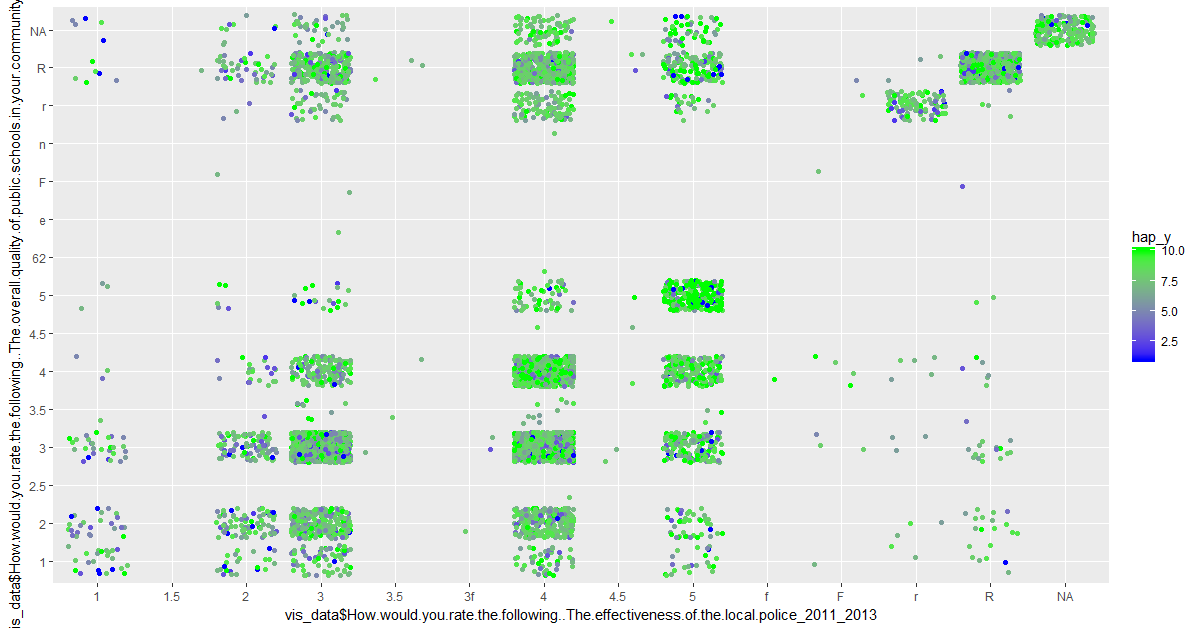 is_data$How.would.you.rate.the.following..The.overall.quality.of.public.schools.in.your.community
NA
R
r
n
F
e
62
5
4.5
4
3.5
3
2.5
2
1
1 1.5 2 3 3.5 3f 4 4.5 5 f F r R NA
vis_data$How.would.you.rate.the.following..The.effectiveness.of.the.local.police_2011_2013
hap_y
10.0
7.5
5.0
2.5